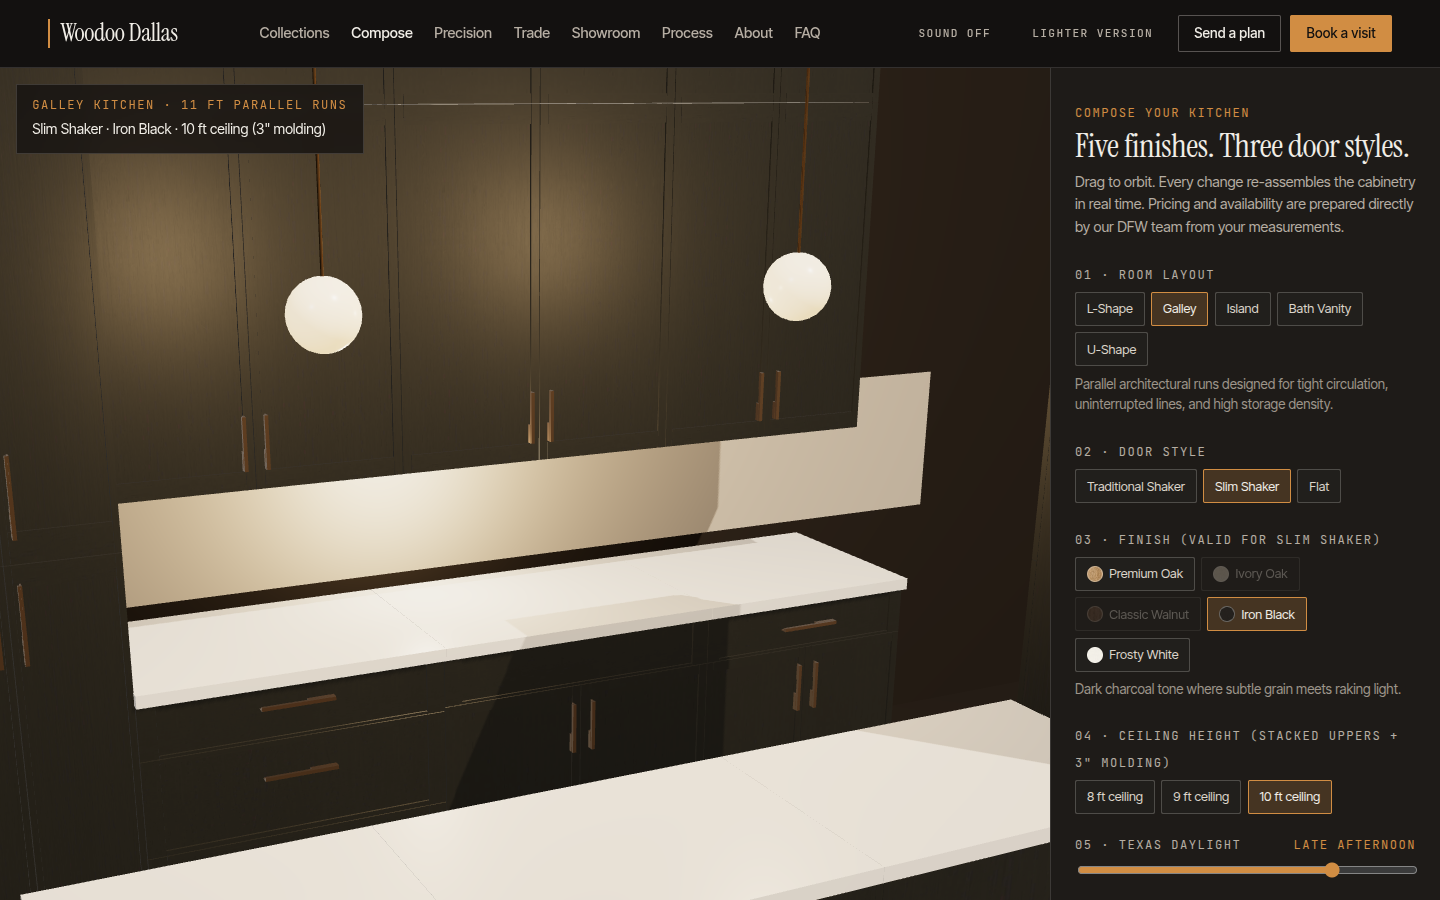 Woodoo Dallas
Collections Compose Precision Trade Showroom Process About FAQ
SOUND OFF LIGHTER VERSION Send a plan Book a visit
GALLEY KITCHEN · 11 FT PARALLEL RUNS
Slim Shaker · Iron Black · 10 ft ceiling (3" molding)
COMPOSE YOUR KITCHEN
Five finishes. Three door styles.
Drag to orbit. Every change re-assembles the cabinetry
in real time. Pricing and availability are prepared directly
by our DFW team from your measurements.
01 · ROOM LAYOUT
L-Shape Galley Island Bath Vanity
U-Shape
Parallel architectural runs designed for tight circulation,
uninterrupted lines, and high storage density.
02 · DOOR STYLE
Traditional Shaker Slim Shaker Flat
03 · FINISH (VALID FOR SLIM SHAKER)
Premium Oak Ivory Oak
Classic Walnut Iron Black
Frosty White
Dark charcoal tone where subtle grain meets raking light.
04 · CEILING HEIGHT (STACKED UPPERS +
3" MOLDING)
8 ft ceiling 9 ft ceiling 10 ft ceiling
05 · TEXAS DAYLIGHT LATE AFTERNOON